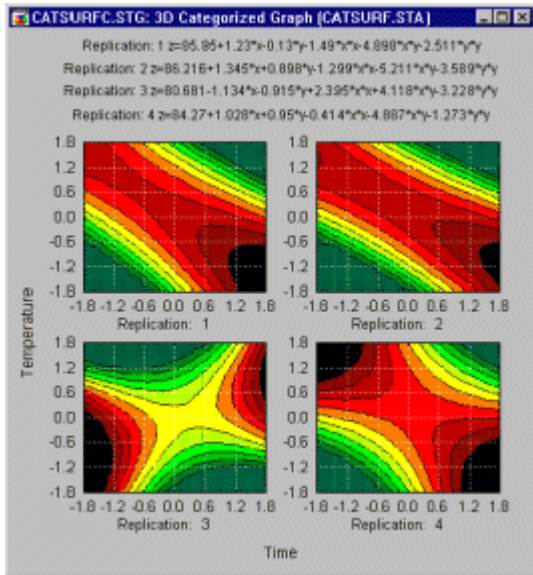 CATSURFC.STG: 3D Categorized Graph (CATSURF.STA)
Replication: 1 z=85.85+1.23*x-0.13*y-1.49*x*x-4.898*x*y-2.511*y*y
Replication: 2 z=86.216+1.345*x+0.898*y-1.299*x*x-5.211*x*y-3.589*y*y
Replication: 3 z=80.681-1.134*x-0.915*y+2.395*x*x+4.118*x*y-3.228*y*y
Replication: 4 z=84.27+1.028*x+0.95*y-0.414*x*x-4.887*x*y-1.273*y*y
1.8
1.2
0.6
0.0
-0.6
-1.2
-1.8
-1.8 -1.2 -0.6 0.0 0.6 1.2 1.8
Replication: 1
1.8
1.2
0.6
0.0
-0.6
-1.2
-1.8
-1.8 -1.2 -0.6 0.0 0.6 1.2 1.8
Replication: 2
Temperature
1.8
1.2
0.6
0.0
-0.6
-1.2
-1.8
-1.8 -1.2 -0.6 0.0 0.6 1.2 1.8
Replication: 3
1.8
1.2
0.6
0.0
-0.6
-1.2
-1.8
-1.8 -1.2 -0.6 0.0 0.6 1.2 1.8
Replication: 4
Time